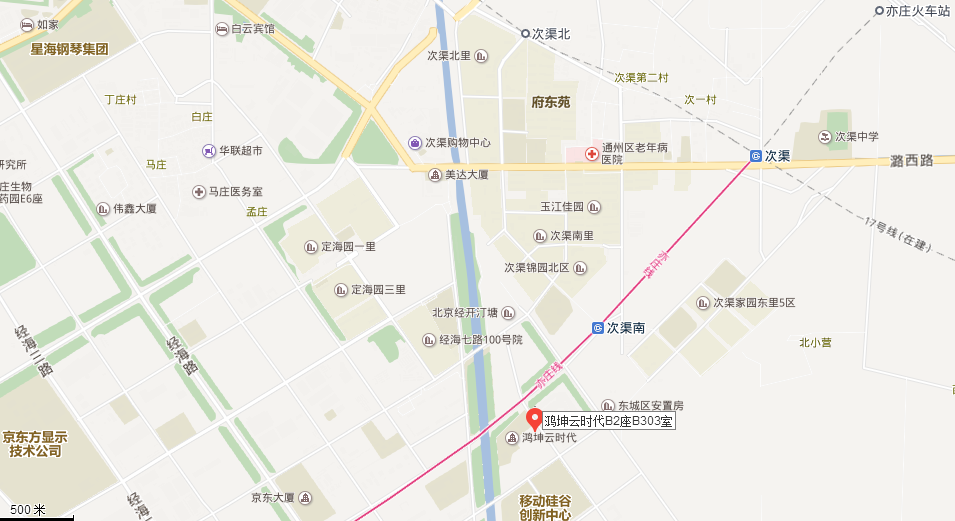 亦庄火车站
如家
白云宾馆
次渠北
星海钢琴集团
次渠北里
次渠第二村
丁庄村
府东苑
次一村
白庄
次渠中学
华联超市
次渠购物中心
通州区老年病
医院
次渠
潞西路
研究所
马庄
美达大厦
庄生物
药园E6座
马庄医务室
伟鑫大厦
孟庄
玉江佳园
17号线(在建)
定海园一里
次渠南里
亦庄线
次渠锦园北区
定海园三里
次渠家园东里5区
北京经开汀塘
次渠南
经海三路
经海路
经海七路100号院
北小营
亦庄线
东城区安置房
鸿坤云时代B2座B303室
京东方显示
技术公司
鸿坤云时代
京东大厦
经海
移动硅谷
创新中心
500 米